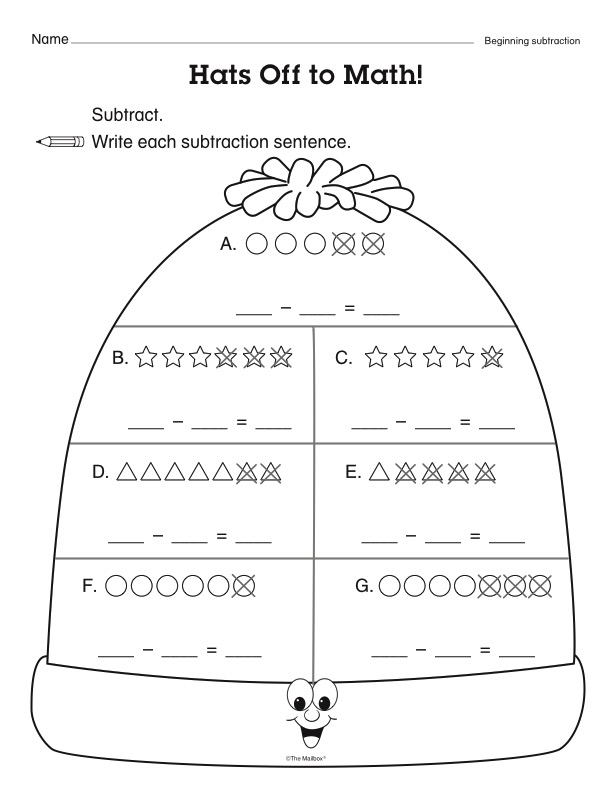 Name
Beginning subtraction
Hats Off to Math!
Subtract.
Write each subtraction sentence.
A.
____ – ____ = ____
B.
C.
____ – ____ = ____
____ – ____ = ____
D.
E.
____ – ____ = ____
____ – ____ = ____
F.
G.
____ – ____ = ____
____ – ____ = ____
©The Mailbox®